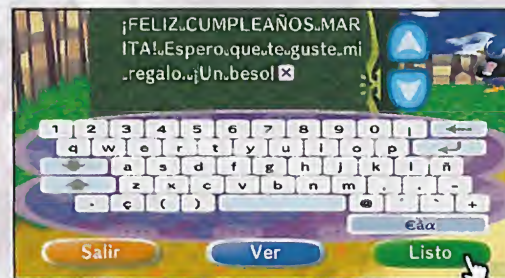 ¡FELIZ CUMPLEAÑOS MAR
ITA! Espero que te guste mi
regalo. ¡Un beso!
1 2 3 4 5 6 7 8 9 0
q w e r t y u i o p
a s d f g h j k l ñ
z x c v b n m , . -
ç ( ) @ +
€àα
Salir Ver Listo